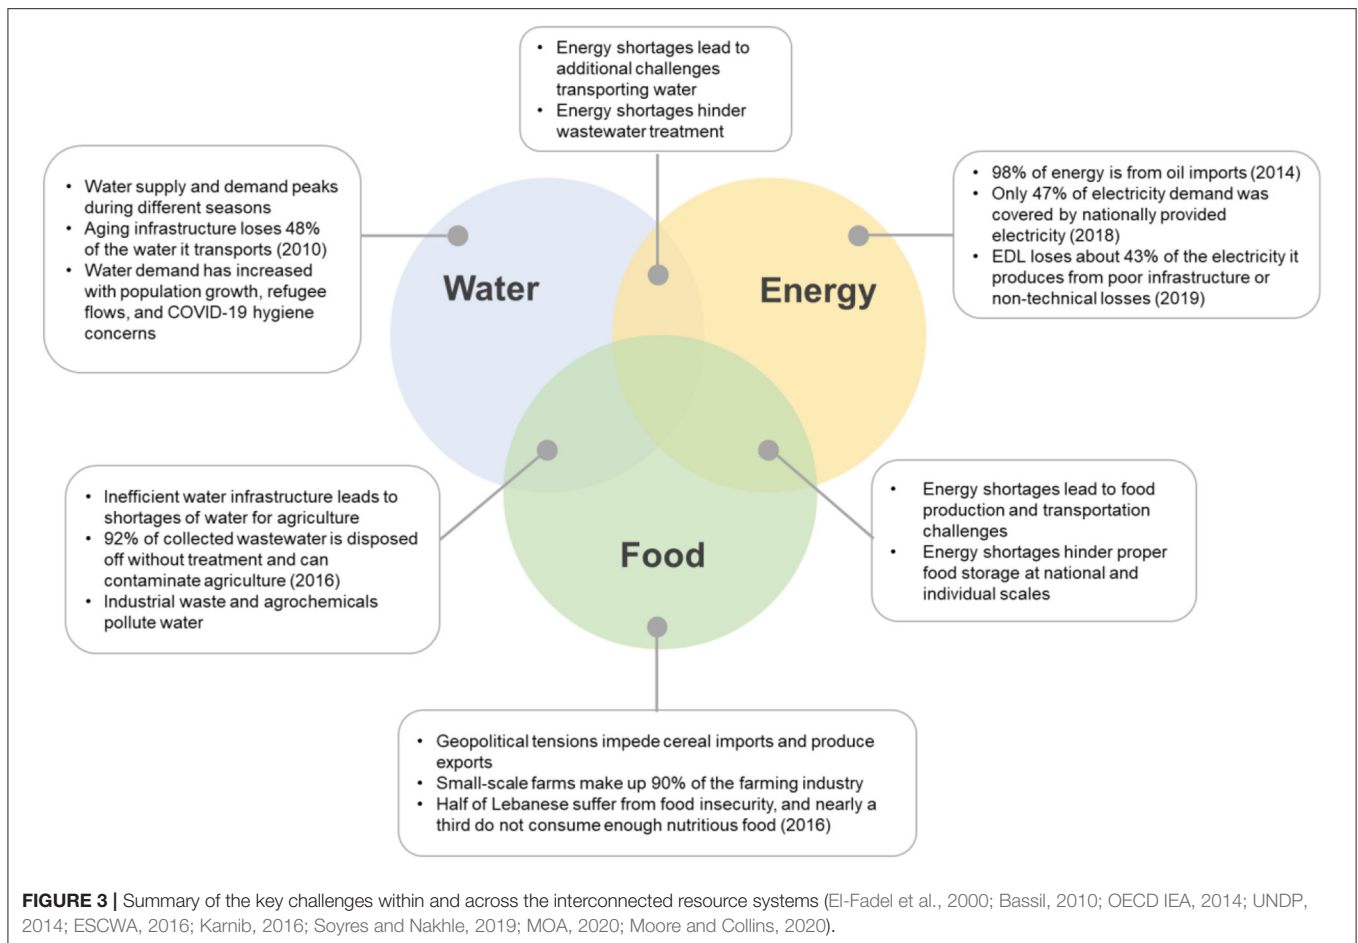 • Energy shortages lead to
additional challenges
transporting water
• Energy shortages hinder
wastewater treatment
• Water supply and demand peaks
during different seasons
• Aging infrastructure loses 48%
of the water it transports (2010)
• Water demand has increased
with population growth, refugee
flows, and COVID-19 hygiene
concerns
• 98% of energy is from oil imports (2014)
• Only 47% of electricity demand was
covered by nationally provided
electricity (2018)
• EDL loses about 43% of the electricity it
produces from poor infrastructure or
non-technical losses (2019)
Water
Energy
• Inefficient water infrastructure leads to
shortages of water for agriculture
• 92% of collected wastewater is disposed
off without treatment and can
contaminate agriculture (2016)
• Industrial waste and agrochemicals
pollute water
Food
• Energy shortages lead to food
production and transportation
challenges
• Energy shortages hinder proper
food storage at national and
individual scales
• Geopolitical tensions impede cereal imports and produce
exports
• Small-scale farms make up 90% of the farming industry
• Half of Lebanese suffer from food insecurity, and nearly a
third do not consume enough nutritious food (2016)
FIGURE 3 | Summary of the key challenges within and across the interconnected resource systems (El-Fadel et al., 2000; Bassil, 2010; OECD IEA, 2014; UNDP,
2014; ESCWA, 2016; Karnib, 2016; Soyres and Nakhle, 2019; MOA, 2020; Moore and Collins, 2020).